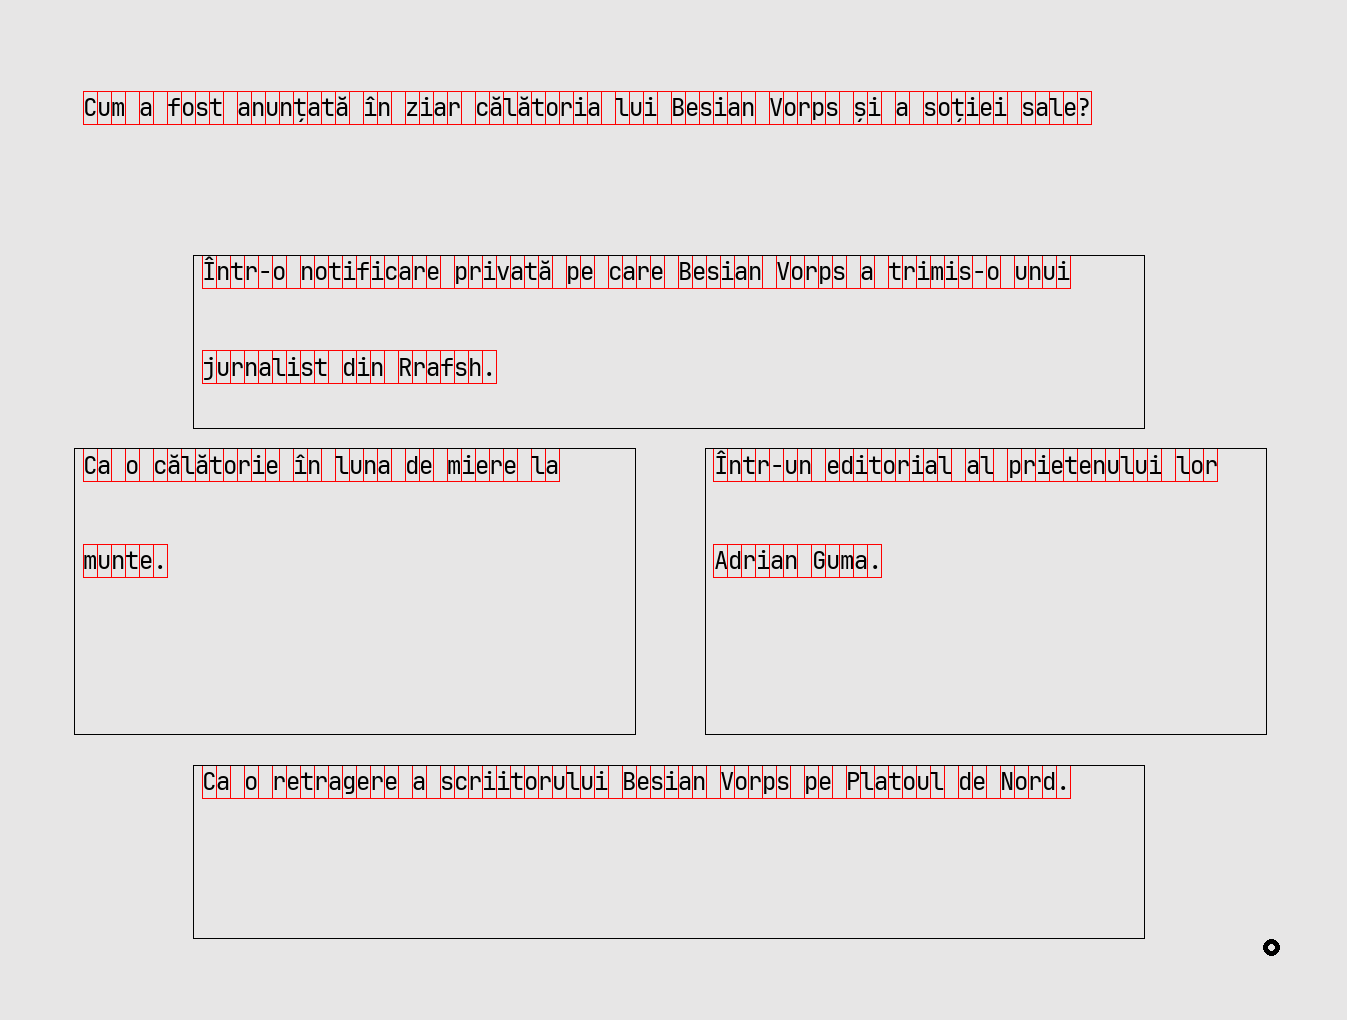 Cum a fost anunțată în ziar călătoria lui Besian Vorps și a soției sale?
Într-o notificare privată pe care Besian Vorps a trimis-o unui
jurnalist din Rrafsh.
Ca o călătorie în luna de miere la
munte.
Într-un editorial al prietenului lor
Adrian Guma.
Ca o retragere a scriitorului Besian Vorps pe Platoul de Nord.